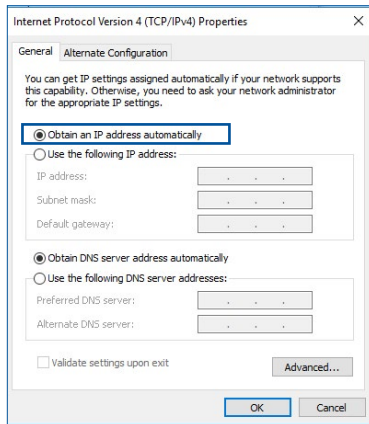 Internet Protocol Version 4 (TCP/IPv4) Properties
General Alternate Configuration
You can get IP settings assigned automatically if your network supports
this capability. Otherwise, you need to ask your network administrator
for the appropriate IP settings.
Obtain an IP address automatically
Use the following IP address:
IP address:
Subnet mask:
Default gateway:
Obtain DNS server address automatically
Use the following DNS server addresses:
Preferred DNS server:
Alternate DNS server:
Validate settings upon exit
Advanced...
OK Cancel